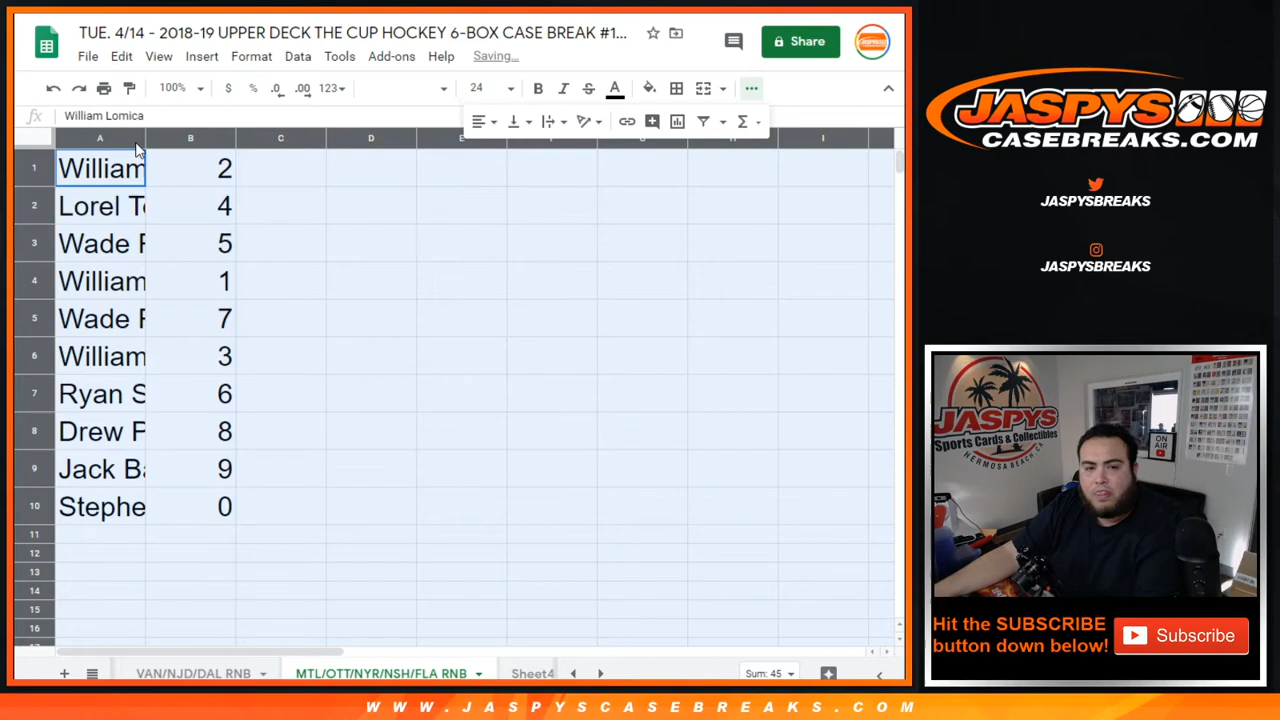 TUE. 4/14 - 2018-19 UPPER DECK THE CUP HOCKEY 6-BOX CASE BREAK #1...
Share
File Edit View Insert Format Data Tools Add-ons Help Saving...
100% $ % .0 .00 123 24 B I S A
fx William Lomica
A B C D I
1 William 2
2 Lorel To 4
3 Wade 5
4 William 1
5 Wade 7
6 William 3
7 Ryan S 6
8 Drew P 8
9 Jack Ba 9
10 Stephe 0
11
12
13
14
15
16
VAN/NJD/DAL RNB MTL/OTT/NYR/NSH/FLA RNB Sheet4 Sum: 45
JASPYS
CASEBREAKS.COM
JASPYSBREAKS
JASPYSBREAKS
JASPYS
Sports Cards & Collectibles
HERMOSA BEACH, CA
ON
AIR
Hit the SUBSCRIBE
button down below!
Subscribe
WWW.JASPYSCASEBREAKS.COM